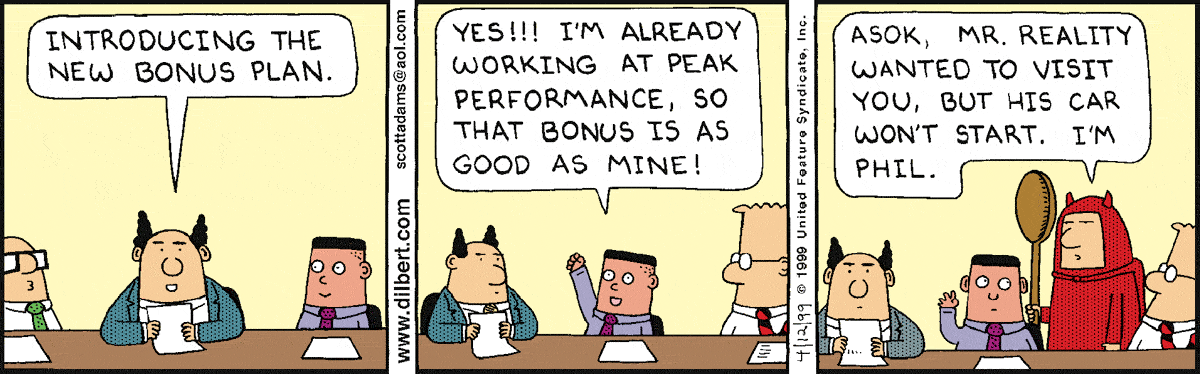 INTRODUCING THE
NEW BONUS PLAN.
www.dilbert.com
scottadams@aol.com
YES!!! I'M ALREADY
WORKING AT PEAK
PERFORMANCE, SO
THAT BONUS IS AS
GOOD AS MINE!
4/12/99 © 1999 United Feature Syndicate, Inc.
ASOK, MR. REALITY
WANTED TO VISIT
YOU, BUT HIS CAR
WON'T START. I'M
PHIL.